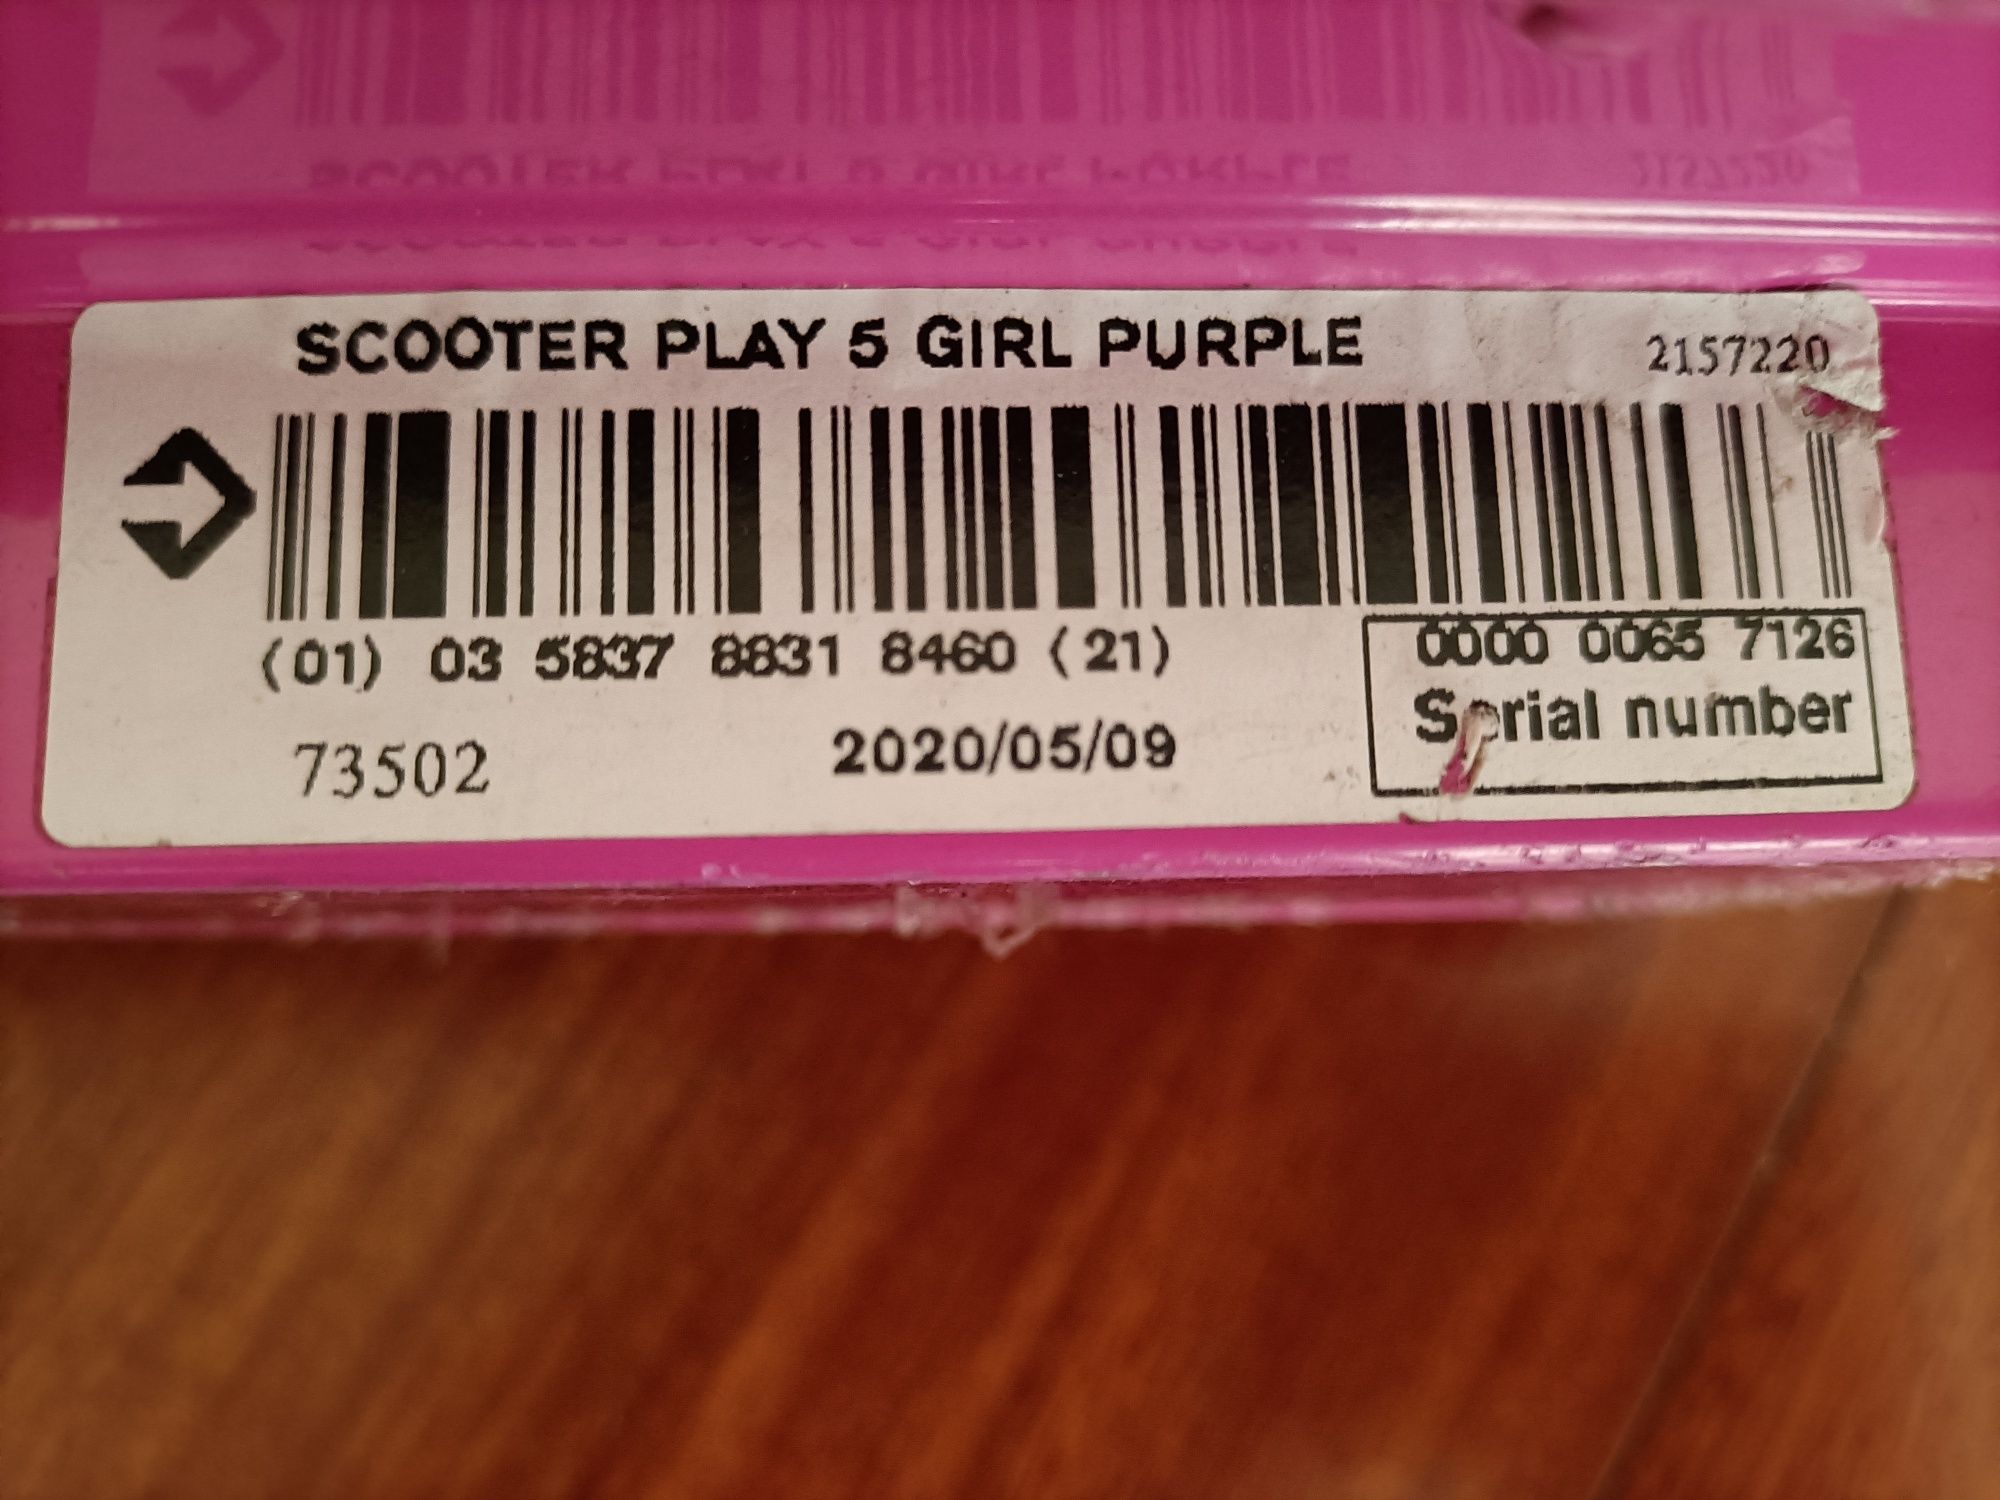 SCOOTER PLAY 5 GIRL PURPLE
2157220
(01) 03 5837 8831 8460 (21)
0000 0065 7126
Serial number
73502
2020/05/09